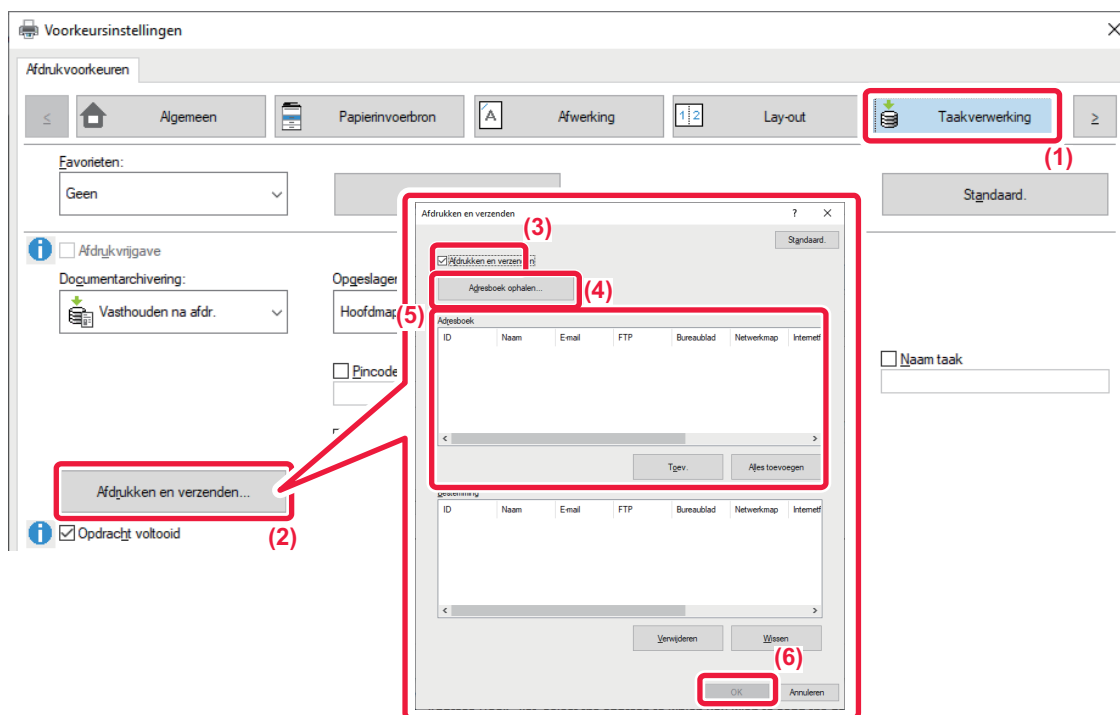 Voorkeursinstellingen
Afdrukvoorkeuren
< Algemeen Papierinvoerbron Afwerking Lay-out Taakverwerking >
(1)
Favorieten:
Geen
Standaard.
Afdrukvrijgave
Documentarchivering:
Vasthouden na afdr.
Hoofdmap
Pincode
Naam taak
Afdrukken en verzenden...
(2)
Opdracht voltooid
Afdrukken en verzenden ? ×
(3)
Standaard.
Afdrukken en verzenden
Adresboek ophalen...
(4)
(5)
Adresboek
ID Naam E-mail FTP Bureaublad Netwerkmap
< >
Toev. Alles toevoegen
Bestemming
ID Naam E-mail FTP Bureaublad Netwerkmap
< >
Verwijderen Wissen
(6)
OK Annuleren